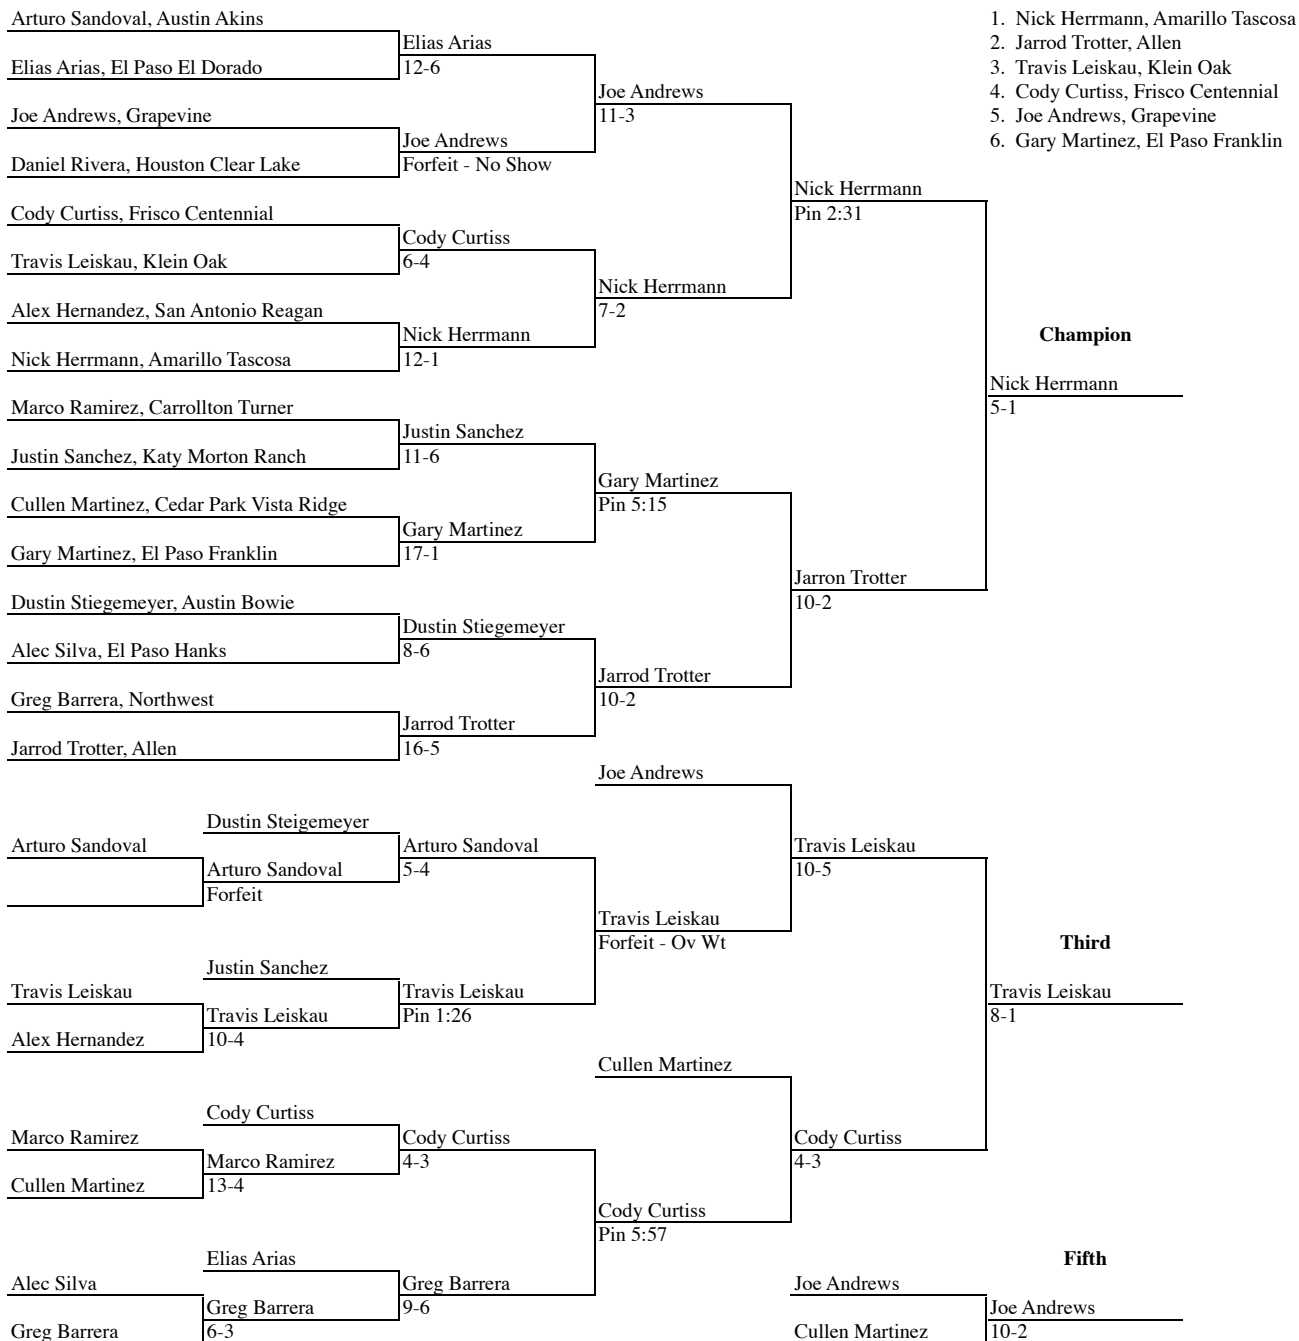 Arturo Sandoval, Austin Akins
Elias Arias
Elias Arias, El Paso El Dorado
12-6
Joe Andrews
Joe Andrews, Grapevine
11-3
Joe Andrews
Daniel Rivera, Houston Clear Lake
Forfeit - No Show
Nick Herrmann
Cody Curtiss, Frisco Centennial
Pin 2:31
Cody Curtiss
Travis Leiskau, Klein Oak
6-4
Nick Herrmann
Alex Hernandez, San Antonio Reagan
7-2
Nick Herrmann
Nick Herrmann, Amarillo Tascosa
12-1
1. Nick Herrmann, Amarillo Tascosa
2. Jarrod Trotter, Allen
3. Travis Leiskau, Klein Oak
4. Cody Curtiss, Frisco Centennial
5. Joe Andrews, Grapevine
6. Gary Martinez, El Paso Franklin
Champion
Nick Herrmann
5-1
Marco Ramirez, Carrollton Turner
Justin Sanchez
Justin Sanchez, Katy Morton Ranch
11-6
Gary Martinez
Cullen Martinez, Cedar Park Vista Ridge
Pin 5:15
Gary Martinez
Gary Martinez, El Paso Franklin
17-1
Jarron Trotter
Dustin Stiegemeyer, Austin Bowie
10-2
Dustin Stiegemeyer
Alec Silva, El Paso Hanks
8-6
Jarrod Trotter
Greg Barrera, Northwest
10-2
Jarrod Trotter
Jarrod Trotter, Allen
16-5
Joe Andrews
Dustin Steigemeyer
Arturo Sandoval
Arturo Sandoval
Travis Leiskau
Arturo Sandoval
5-4
10-5
Forfeit
Travis Leiskau
Forfeit - Ov Wt
Third
Justin Sanchez
Travis Leiskau
Travis Leiskau
Travis Leiskau
Travis Leiskau
Pin 1:26
8-1
Alex Hernandez
10-4
Cullen Martinez
Cody Curtiss
Marco Ramirez
Cody Curtiss
Cody Curtiss
Marco Ramirez
4-3
4-3
Cullen Martinez
13-4
Cody Curtiss
Pin 5:57
Elias Arias
Fifth
Alec Silva
Greg Barrera
Joe Andrews
Greg Barrera
9-6
Joe Andrews
Greg Barrera
6-3
Cullen Martinez
10-2